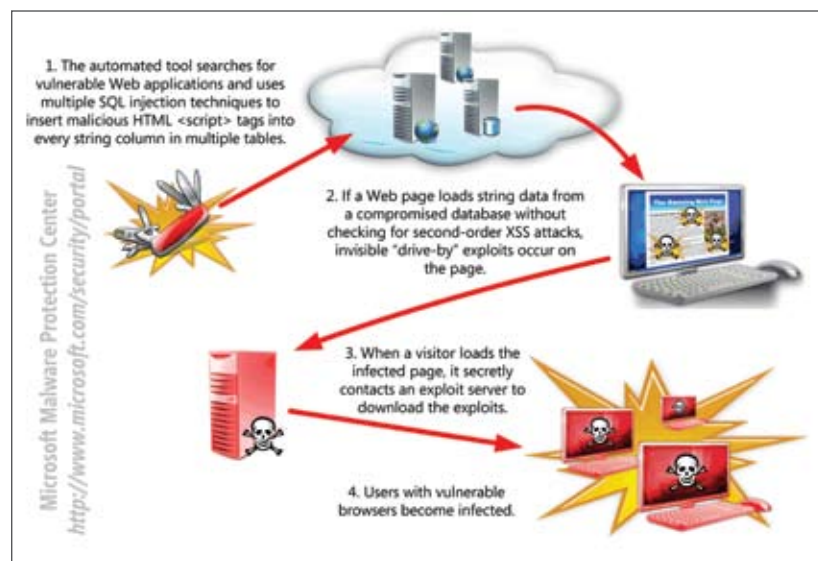 1. The automated tool searches for
vulnerable Web applications and uses
multiple SQL injection techniques to
insert malicious HTML <script> tags into
every string column in multiple tables.
2. If a Web page loads string data from
a compromised database without
checking for second-order XSS attacks,
invisible "drive-by" exploits occur on
the page.
3. When a visitor loads the
infected page, it secretly
contacts an exploit server to
download the exploits.
4. Users with vulnerable
browsers become infected.
Microsoft Malware Protection Center
http://www.microsoft.com/security/portal